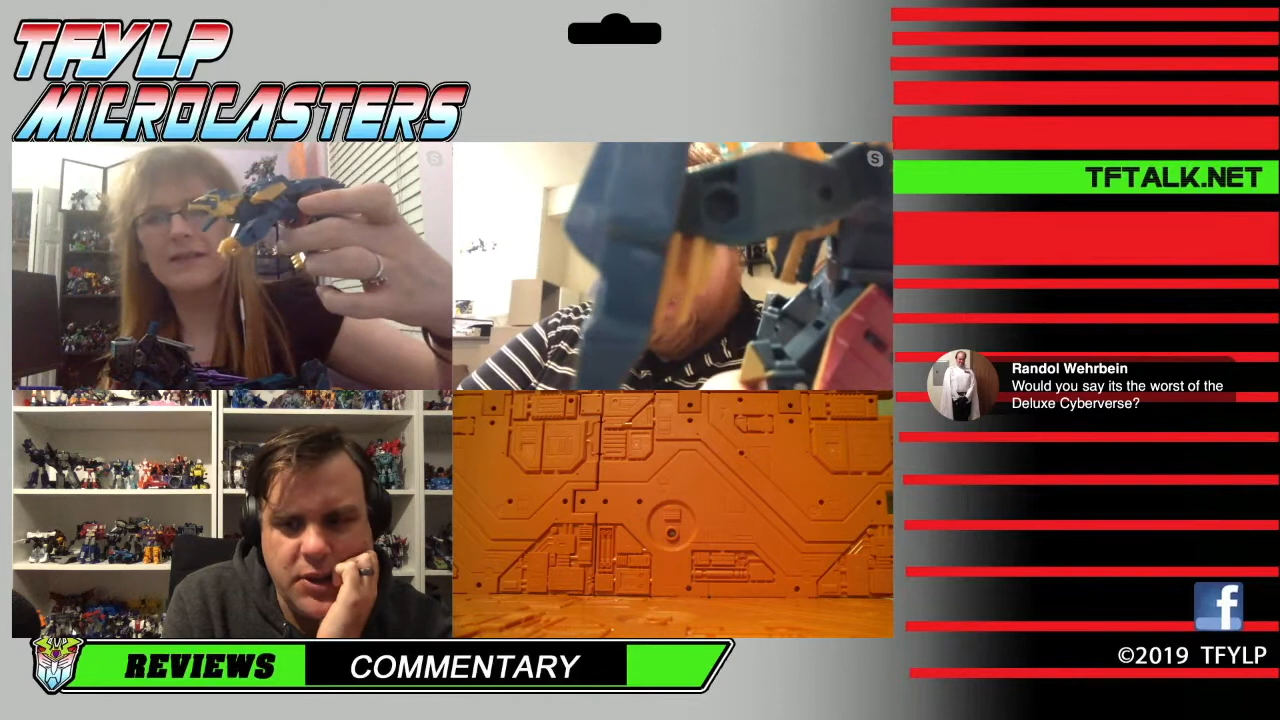 TFYLP
MICROCASTERS
TFTALK.NET
Randol Wehrbein
Would you say its the worst of the
Deluxe Cyberverse?
REVIEWS
COMMENTARY
©2019 TFYLP